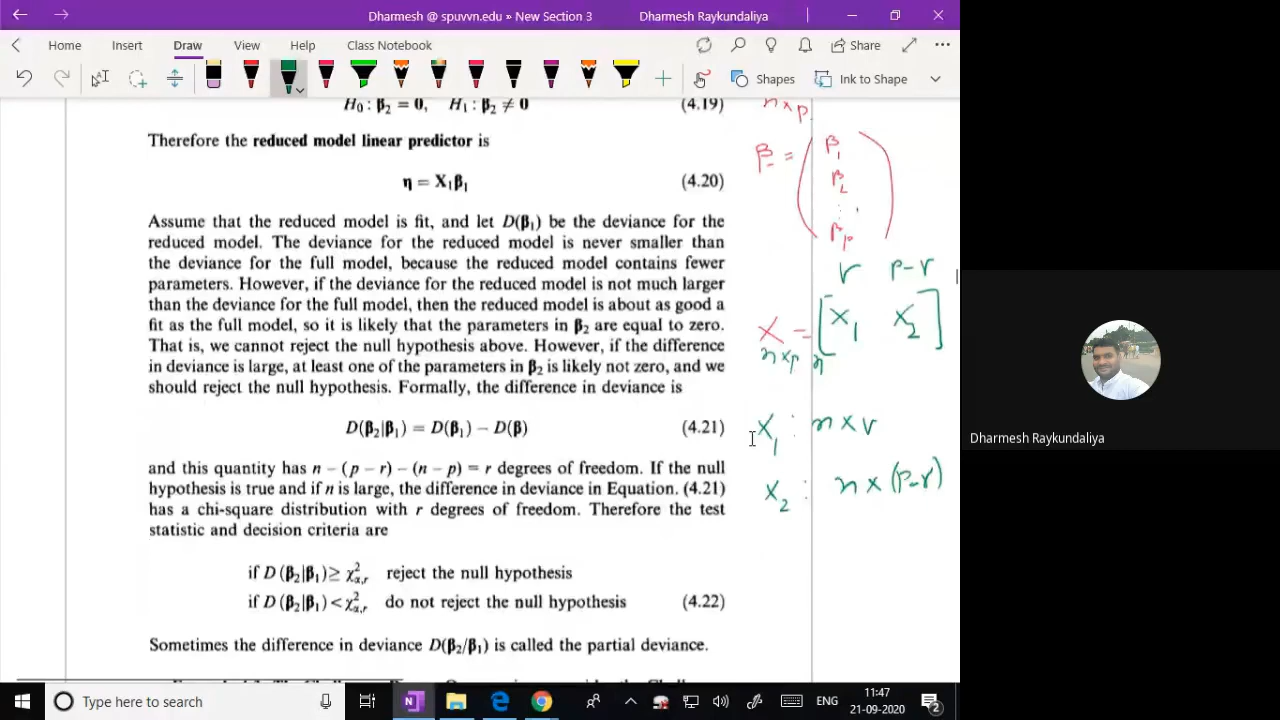 Dharmesh @ spuvvn.edu » New Section 3
Dharmesh Raykundaliya
Home Insert Draw View Help Class Notebook
Share
Shapes
Ink to Shape
H₀ : β₂ = 0, H₁ : β₂ ≠ 0 (4.19)
Therefore the reduced model linear predictor is
η = X₁β₁ (4.20)
Assume that the reduced model is fit, and let D(β₁) be the deviance for the
reduced model. The deviance for the reduced model is never smaller than
the deviance for the full model, because the reduced model contains fewer
parameters. However, if the deviance for the reduced model is not much larger
than the deviance for the full model, then the reduced model is about as good a
fit as the full model, so it is likely that the parameters in β₂ are equal to zero.
That is, we cannot reject the null hypothesis above. However, if the difference
in deviance is large, at least one of the parameters in β₂ is likely not zero, and we
should reject the null hypothesis. Formally, the difference in deviance is
D(β₂|β₁) = D(β₁) − D(β) (4.21)
and this quantity has n − (p − r) − (n − p) = r degrees of freedom. If the null
hypothesis is true and if n is large, the difference in deviance in Equation. (4.21)
has a chi-square distribution with r degrees of freedom. Therefore the test
statistic and decision criteria are
if D (β₂|β₁) ≥ χ²α,r reject the null hypothesis
if D (β₂|β₁) < χ²α,r do not reject the null hypothesis (4.22)
Sometimes the difference in deviance D(β₂/β₁) is called the partial deviance.
n×p
β = (β₁
β₂
⋮
βp)
r p−r
X = [X₁ X₂]
n×p n
X₁ : n × r
X₂ : n × (p−r)
Dharmesh Raykundaliya
Type here to search
ENG
11:47
21-09-2020
2